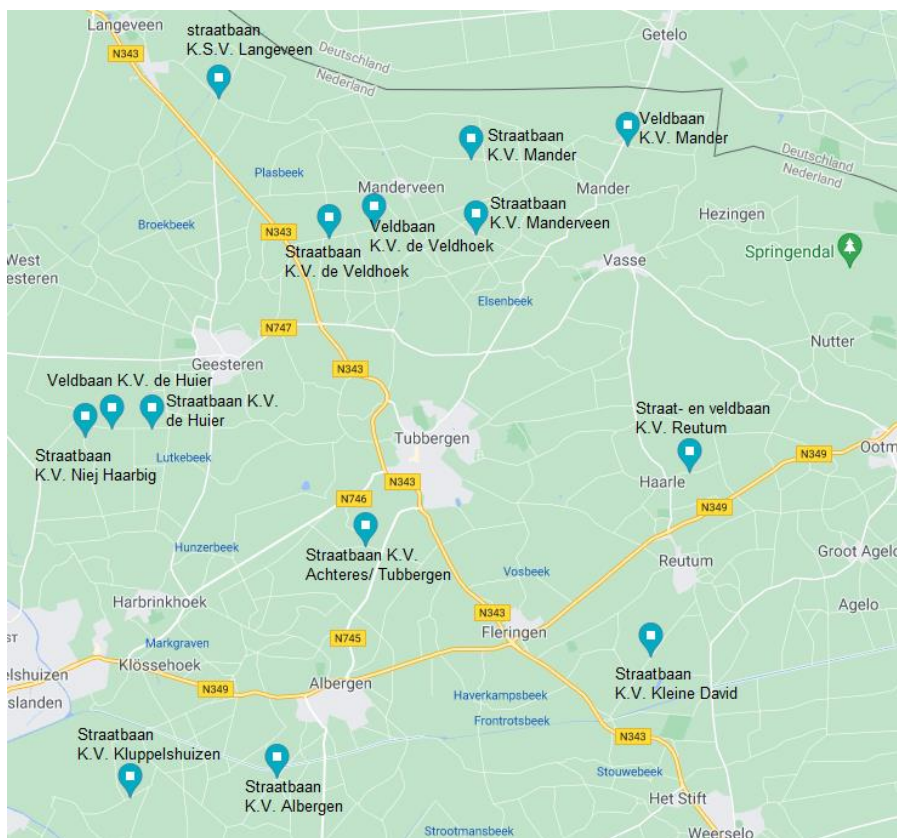 Langeveen
straatbaan
K.S.V. Langeveen
Getelo
N343
Deutschland
Nederland
Veldbaan
K.V. Mander
Straatbaan
K.V. Mander
Deutschland
Nederland
Plasbeek
Manderveen
Mander
Straatbaan
K.V. Manderveen
Hezingen
Broekbeek
Veldbaan
K.V. de Veldhoek
N343
Straatbaan
K.V. de Veldhoek
Springendal
West
Vasse
Elsenbeek
N747
Nutter
Geesteren
N343
Veldbaan K.V. de Huier
Straatbaan K.V.
de Huier
Straat- en veldbaan
K.V. Reutum
Tubbergen
Straatbaan
K.V. Niej Haarbig
Lutkebeek
N349
N343
Haarle
N746
N349
Hunzerbeek
Straatbaan K.V.
Achteres/ Tubbergen
Vosbeek
Reutum
Groot Agelo
Harbrinkhoek
N343
Agelo
Fleringen
Markgraven
N745
Klössehoek
Straatbaan
K.V. Kleine David
N349
Albergen
Haverkampsbeek
Frontrotsbeek
Straatbaan
K.V. Kluppelshuizen
N343
Straatbaan
K.V. Albergen
Stouwebeek
Het Stift
Strootmansbeek
Weerselo